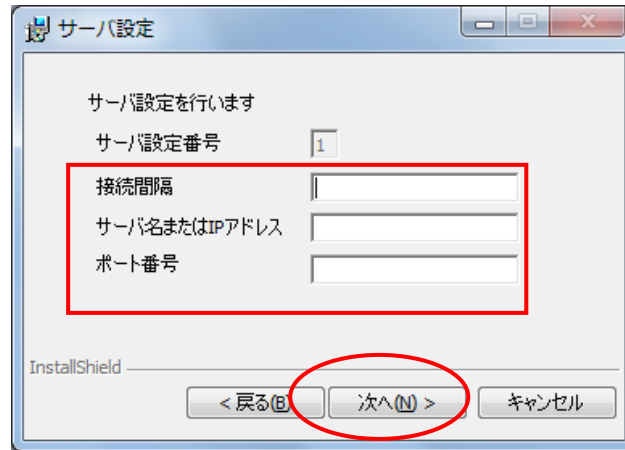 サーバ設定
サーバ設定を行います
サーバ設定番号 1
接続間隔
サーバ名またはIPアドレス
ポート番号
InstallShield
< 戻る(B) 次へ(N) > キャンセル